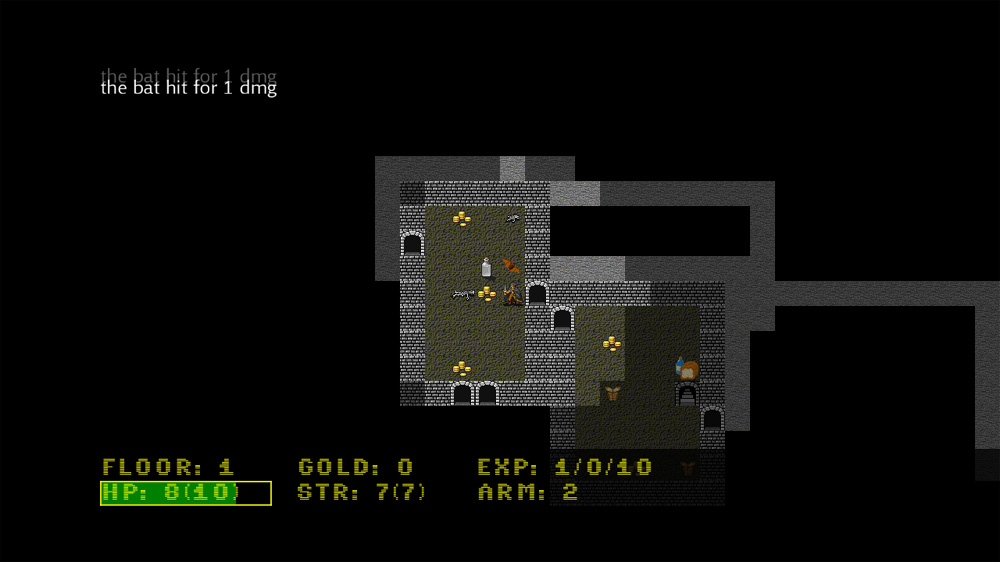 the bat hit for 1 dmg
the bat hit for 1 dmg
FLOOR: 1 GOLD: 0 EXP: 1/0/10
HP: 8(10) STR: 7(7) ARM: 2